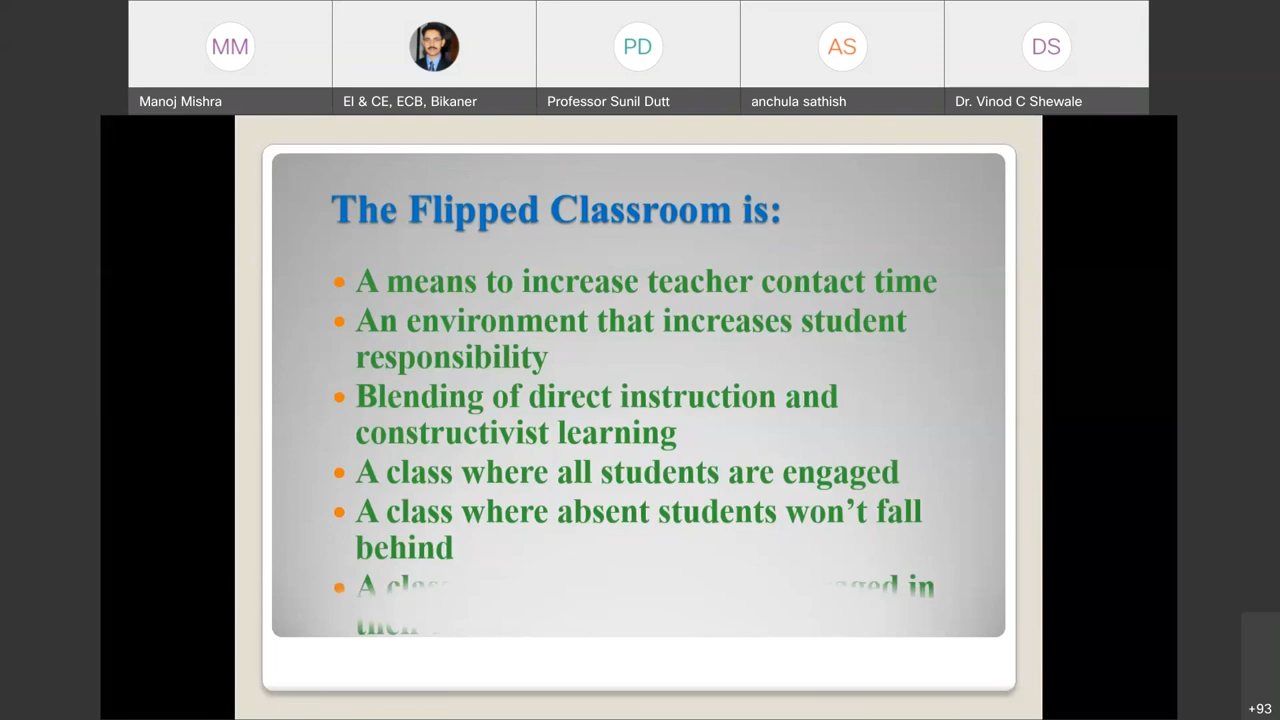 MM
PD
AS
DS
Manoj Mishra
EI & CE, ECB, Bikaner
Professor Sunil Dutt
anchula sathish
Dr. Vinod C Shewale
The Flipped Classroom is:
• A means to increase teacher contact time
• An environment that increases student
responsibility
• Blending of direct instruction and
constructivist learning
• A class where all students are engaged
• A class where absent students won’t fall
behind
• A in
+93